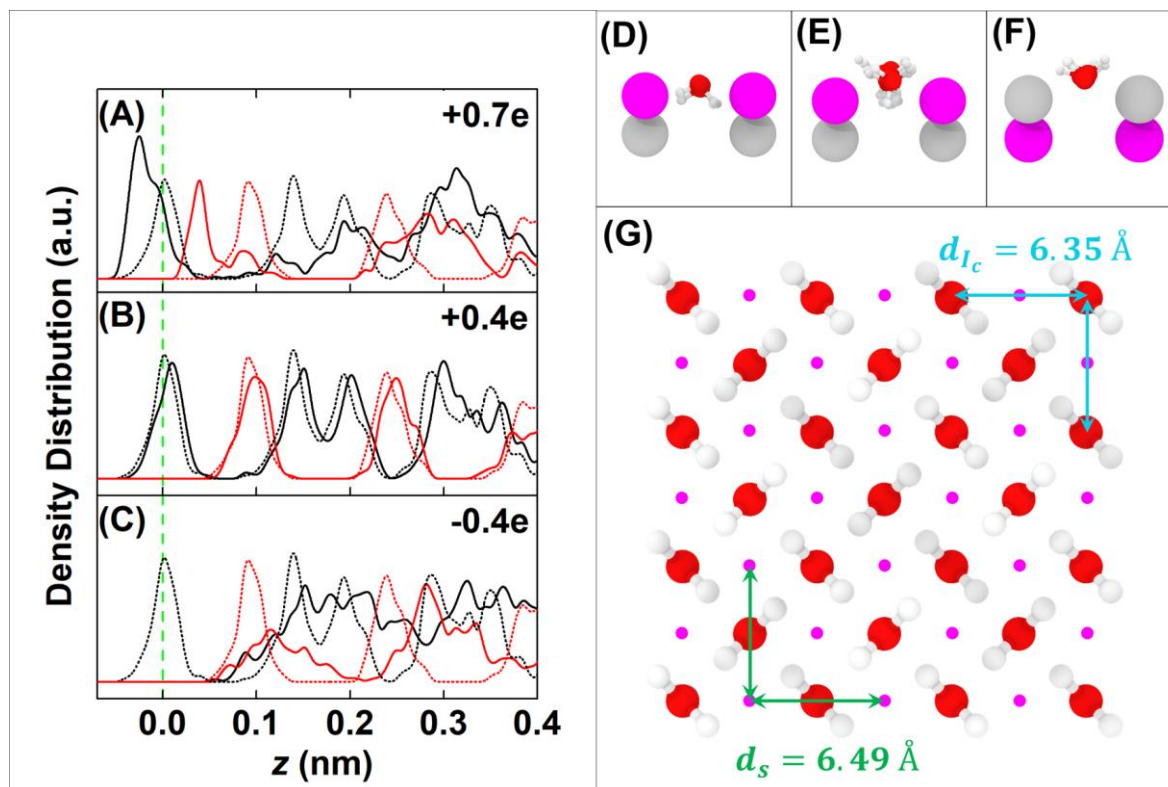 (A)
+0.7e
(B)
+0.4e
(C)
-0.4e
Density Distribution (a.u.)
0.0 0.1 0.2 0.3 0.4
z (nm)
(D)
(E)
(F)
(G)
d_{I_c} = 6.35 Å
d_s = 6.49 Å